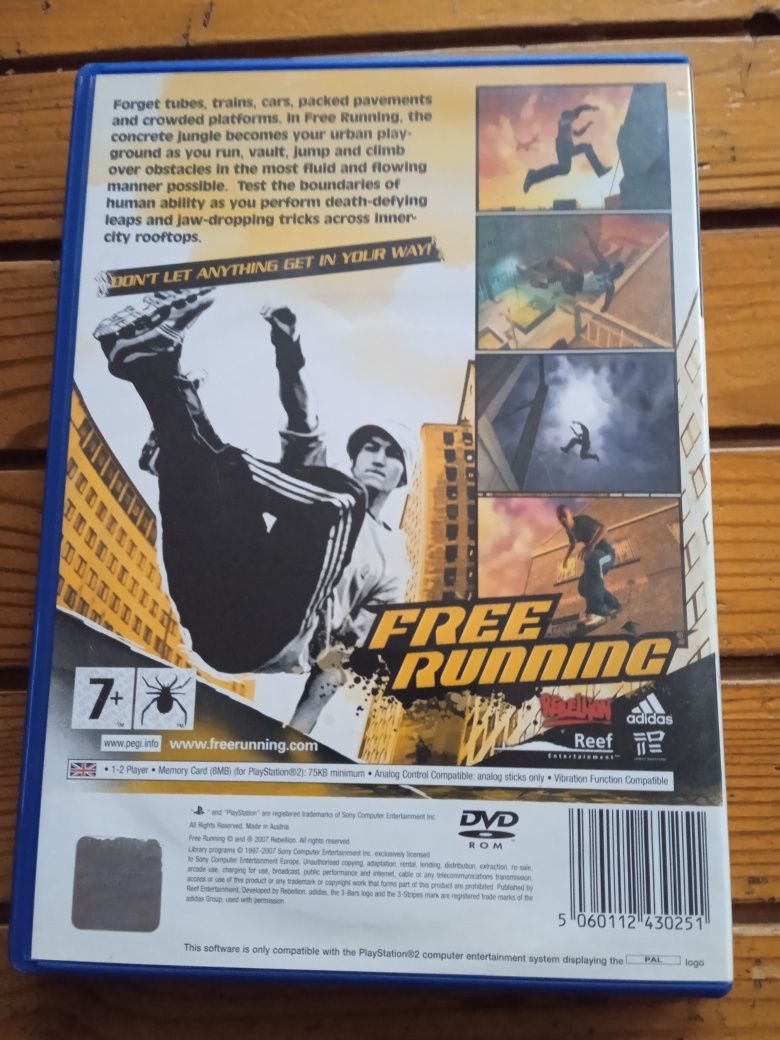 Forget tubes, trains, cars, packed pavements
and crowded platforms. In Free Running, the
concrete jungle becomes your urban play-
ground as you run, vault, jump and climb
over obstacles in the most fluid and flowing
manner possible. Test the boundaries of
human ability as you perform death-defying
leaps and jaw-dropping tricks across inner-
city rooftops.
DON'T LET ANYTHING GET IN YOUR WAY!
FREE
RUNNING
7+
www.pegi.info
www.freerunning.com
REBELLION
adidas
Reef
Entertainment
• 1-2 Player • Memory Card (8MB) (for PlayStation®2): 75KB minimum • Analog Control Compatible: analog sticks only • Vibration Function Compatible
" " and "PlayStation" are registered trademarks of Sony Computer Entertainment Inc.
All Rights Reserved. Made in Austria.
Free Running © and ® 2007 Rebellion. All rights reserved.
Library programs © 1997-2007 Sony Computer Entertainment Inc. exclusively licensed
to Sony Computer Entertainment Europe. Unauthorised copying, adaptation, rental, lending, distribution, extraction, re-sale,
arcade use, charging for use, broadcast, public performance and internet, cable or any telecommunications transmission,
access or use of this product or any trademark or copyright work that forms part of this product are prohibited. Published by
Reef Entertainment. Developed by Rebellion. adidas, the 3-Bars logo and the 3-Stripes mark are registered trade marks of the
adidas Group, used with permission.
DVD
ROM
5 060112 430251
This software is only compatible with the PlayStation®2 computer entertainment system displaying the PAL logo